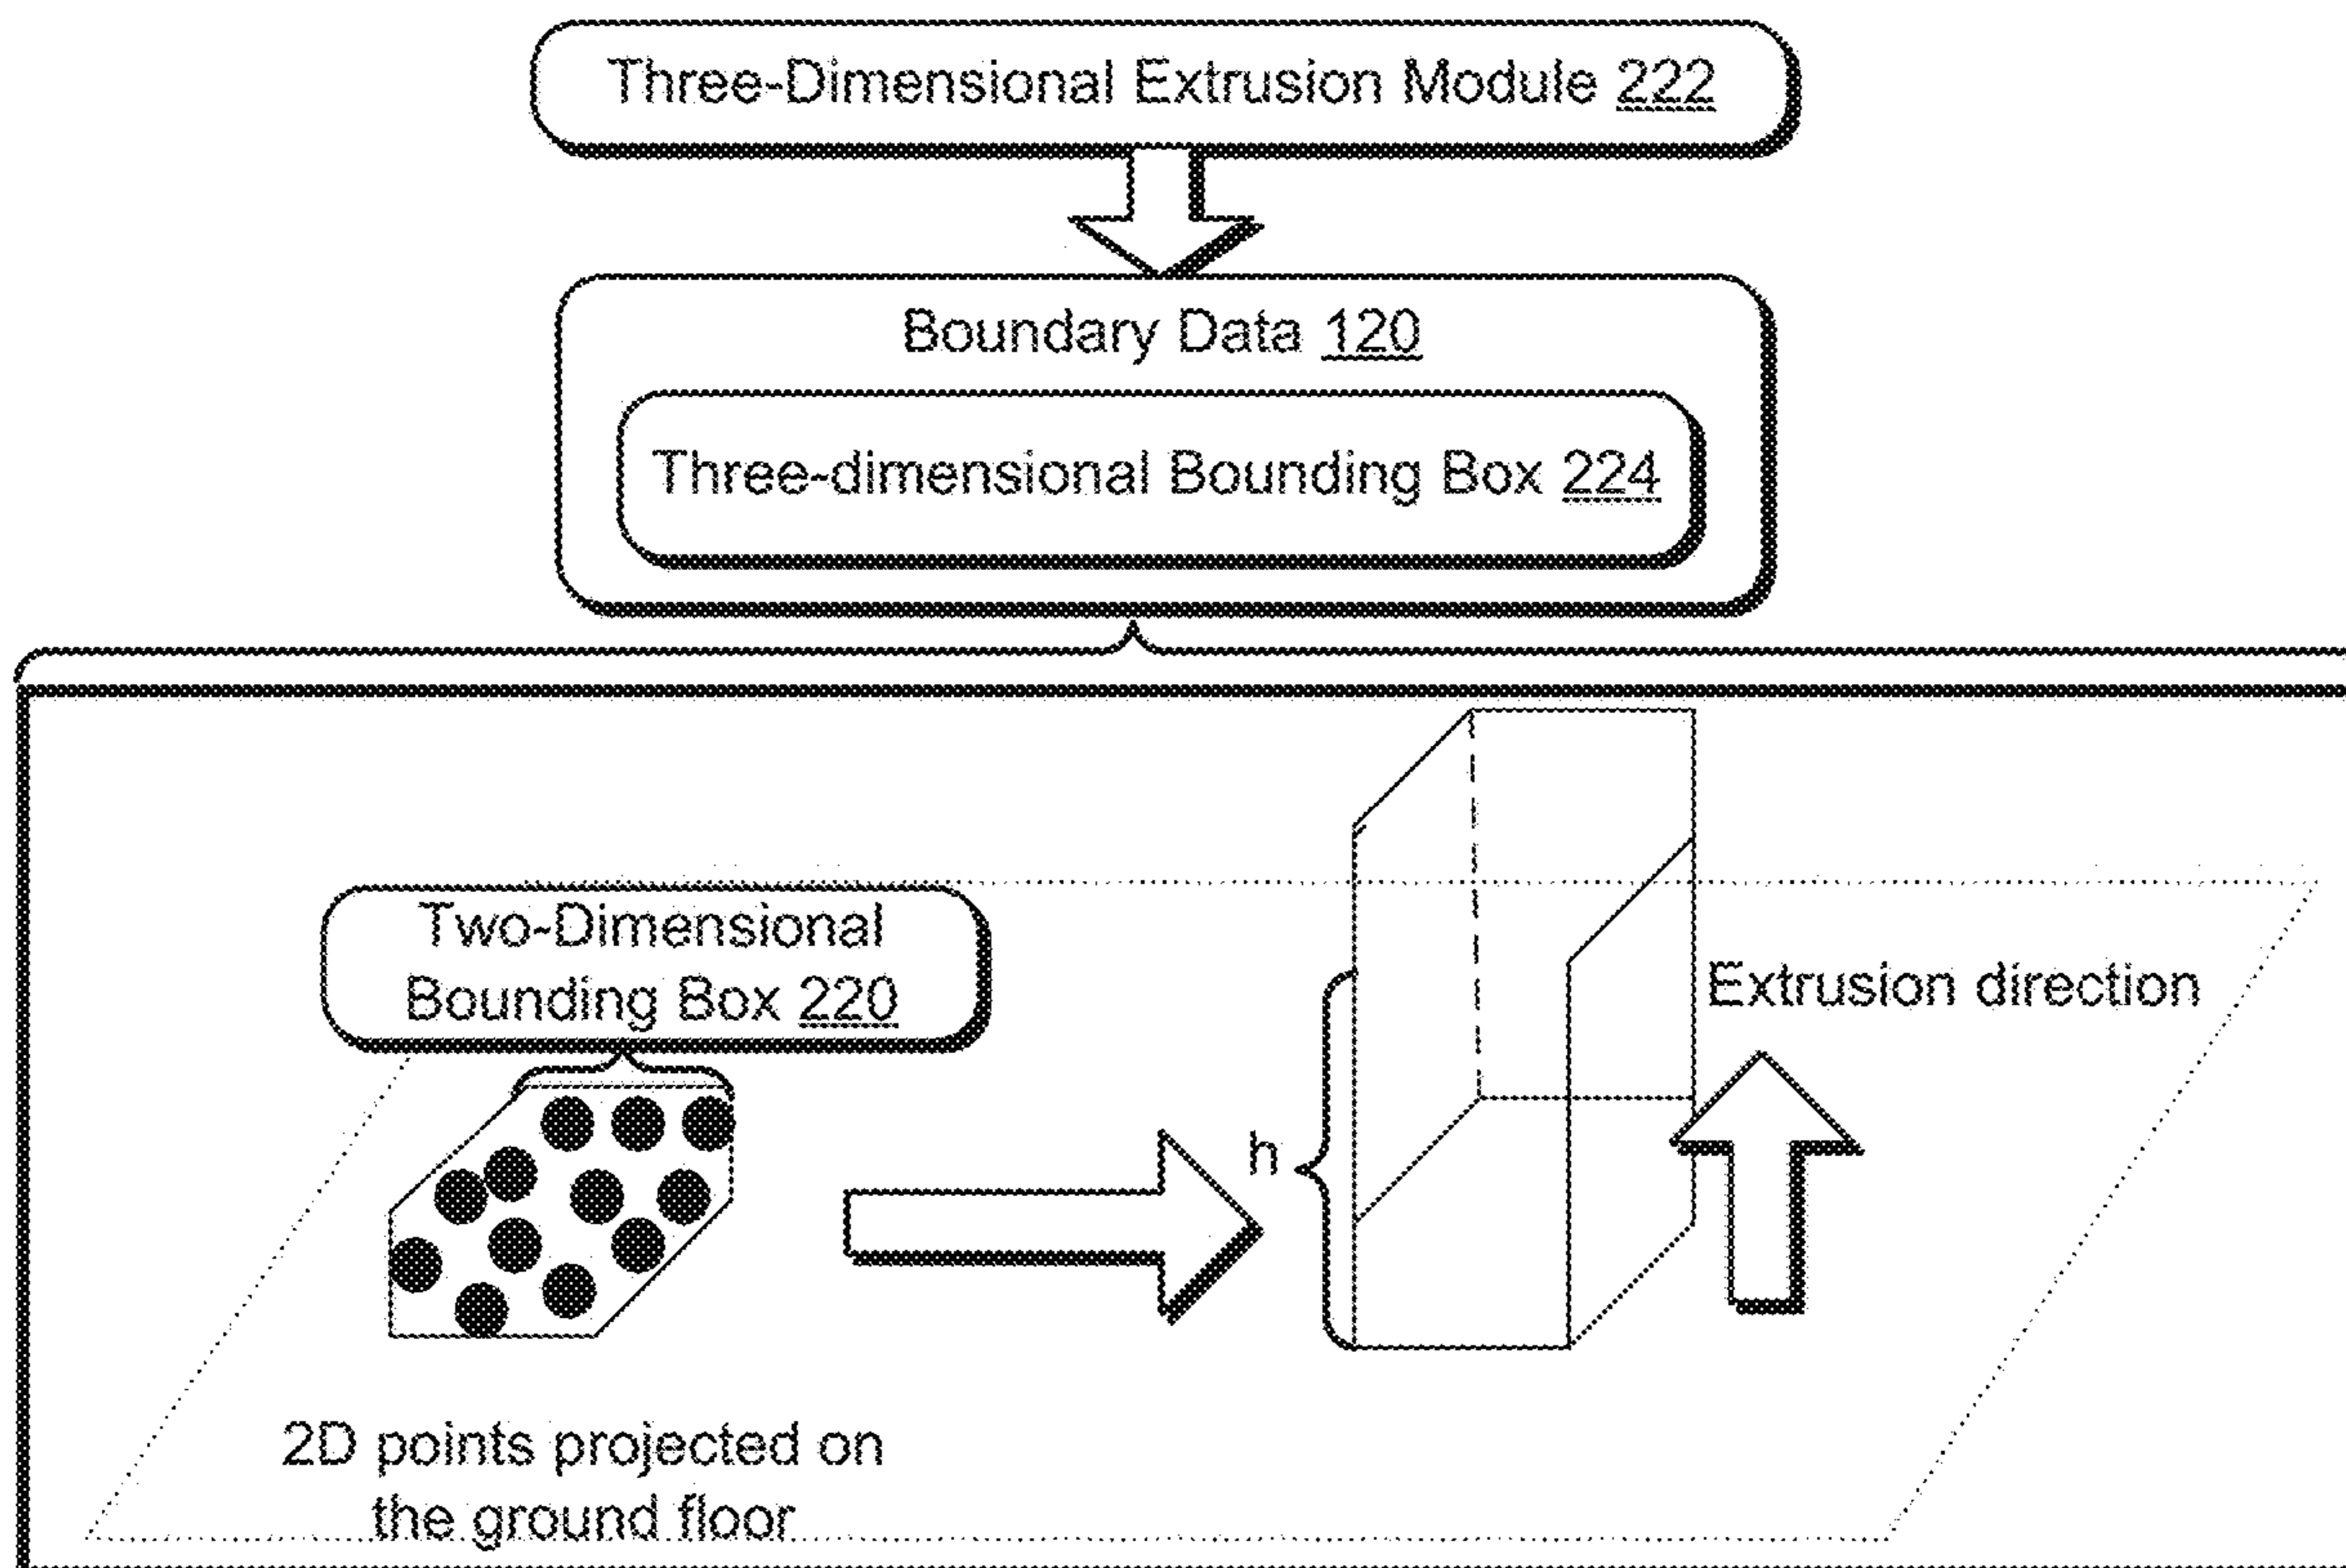 Three-Dimensional Extrusion Module 222
Boundary Data 120
Three-dimensional Bounding Box 224
Two-Dimensional
Bounding Box 220
Extrusion direction
h
2D points projected on
the ground floor